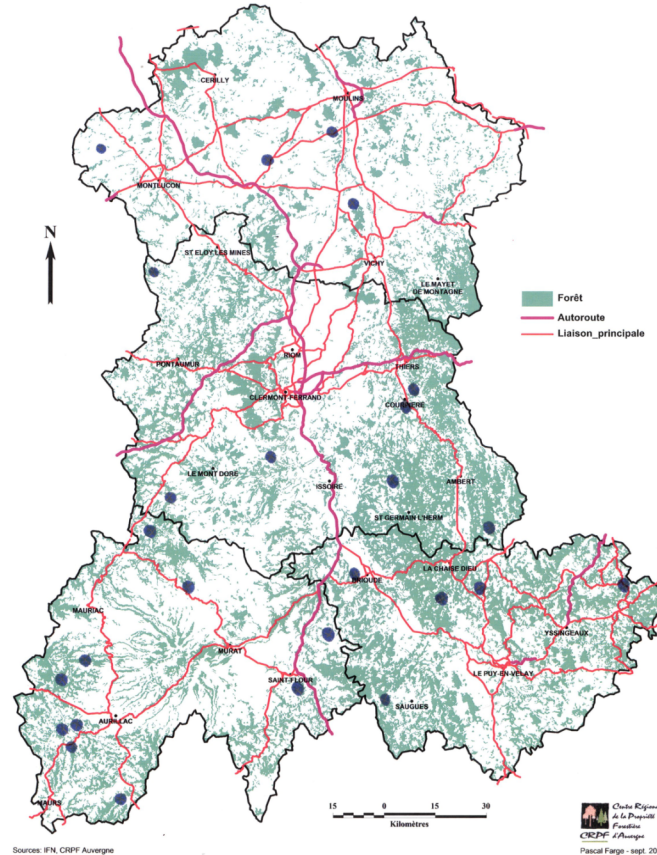 CERILLY
MOULINS
MONTLUCON
N
ST ELOY LES MINES
VICHY
LE MAYET
DE MONTAGNE
Forêt
Autoroute
Liaison_principale
RIOM
PONTAUMUR
THIERS
CLERMONT-FERRAND
COURPIERE
LE MONT DORE
ISSOIRE
AMBERT
ST GERMAIN L'HERM
BRIOUDE
LA CHAISE DIEU
MAURIAC
YSSINGEAUX
MURAT
LE PUY-EN-VELAY
SAINT-FLOUR
SAUGUES
AURILLAC
MAURS
15 0 30
Kilomètres
Centre Région
de la Propriété
Forestière
CRPF d'Auvergne
Sources: IFN, CRPF Auvergne
Pascal Farge - sept. 20